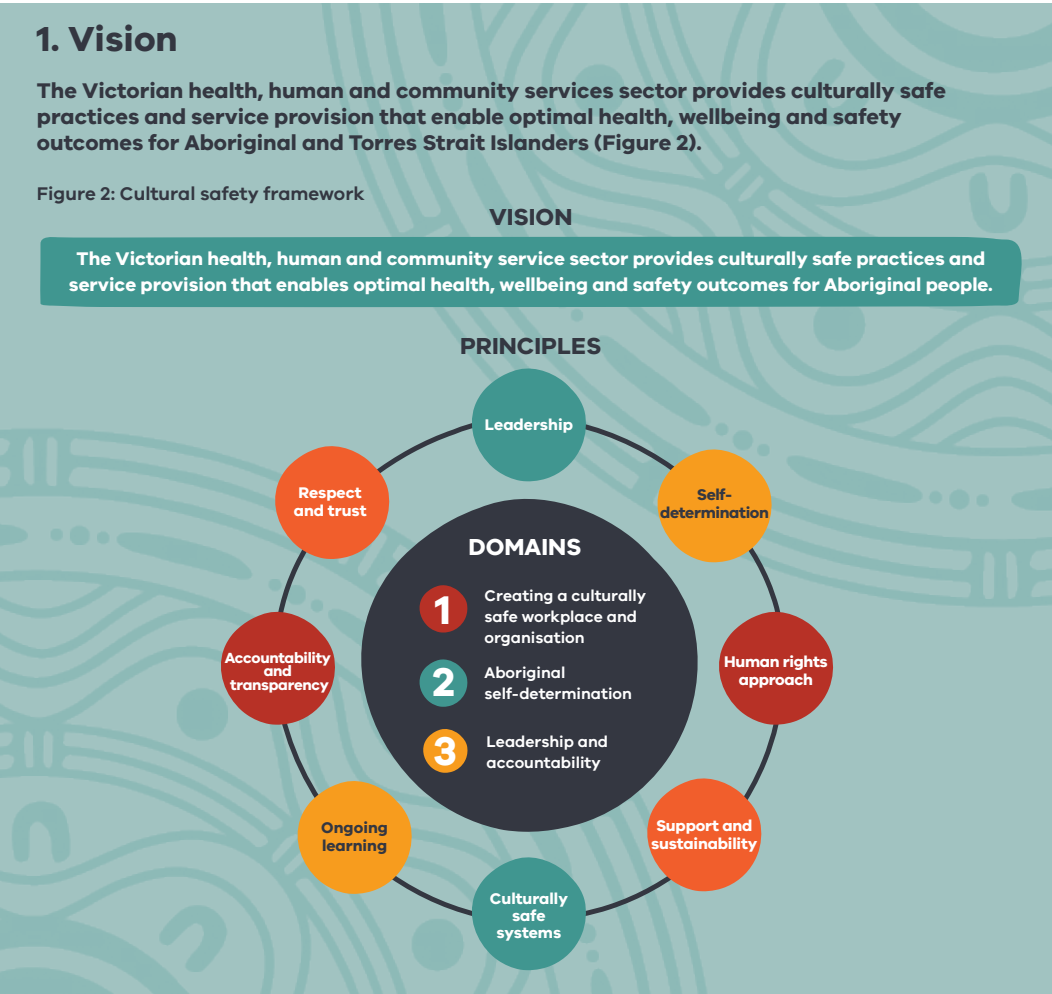 1. Vision
The Victorian health, human and community services sector provides culturally safe
practices and service provision that enable optimal health, wellbeing and safety
outcomes for Aboriginal and Torres Strait Islanders (Figure 2).
Figure 2: Cultural safety framework
VISION
The Victorian health, human and community service sector provides culturally safe practices and
service provision that enables optimal health, wellbeing and safety outcomes for Aboriginal people.
PRINCIPLES
Leadership
Self-
determination
Human rights
approach
Support and
sustainability
Culturally
safe
systems
Ongoing
learning
Accountability
and
transparency
Respect
and trust
DOMAINS
1
Creating a culturally
safe workplace and
organisation
2
Aboriginal
self-determination
3
Leadership and
accountability